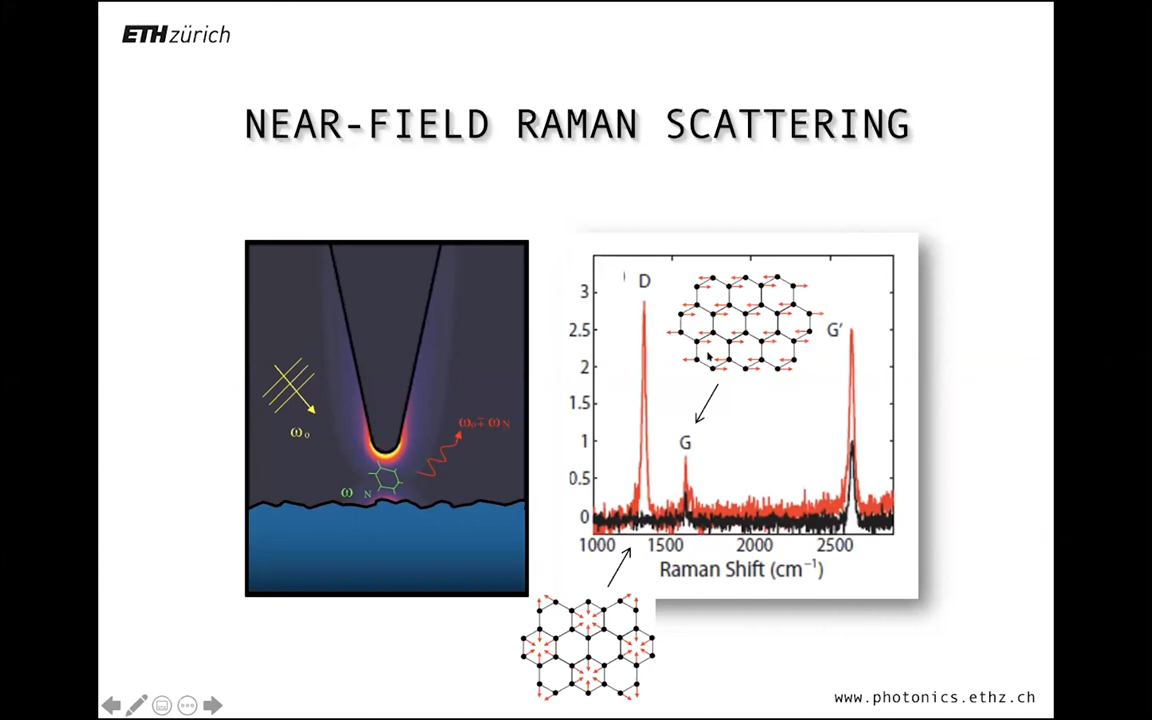 ETH zürich
NEAR-FIELD RAMAN SCATTERING
ω₀
ω₀∓ω_N
ω_N
D
G'
G
3
2.5
2
1.5
1
0.5
0
1000 1500 2000 2500
Raman Shift (cm⁻¹)
www.photonics.ethz.ch